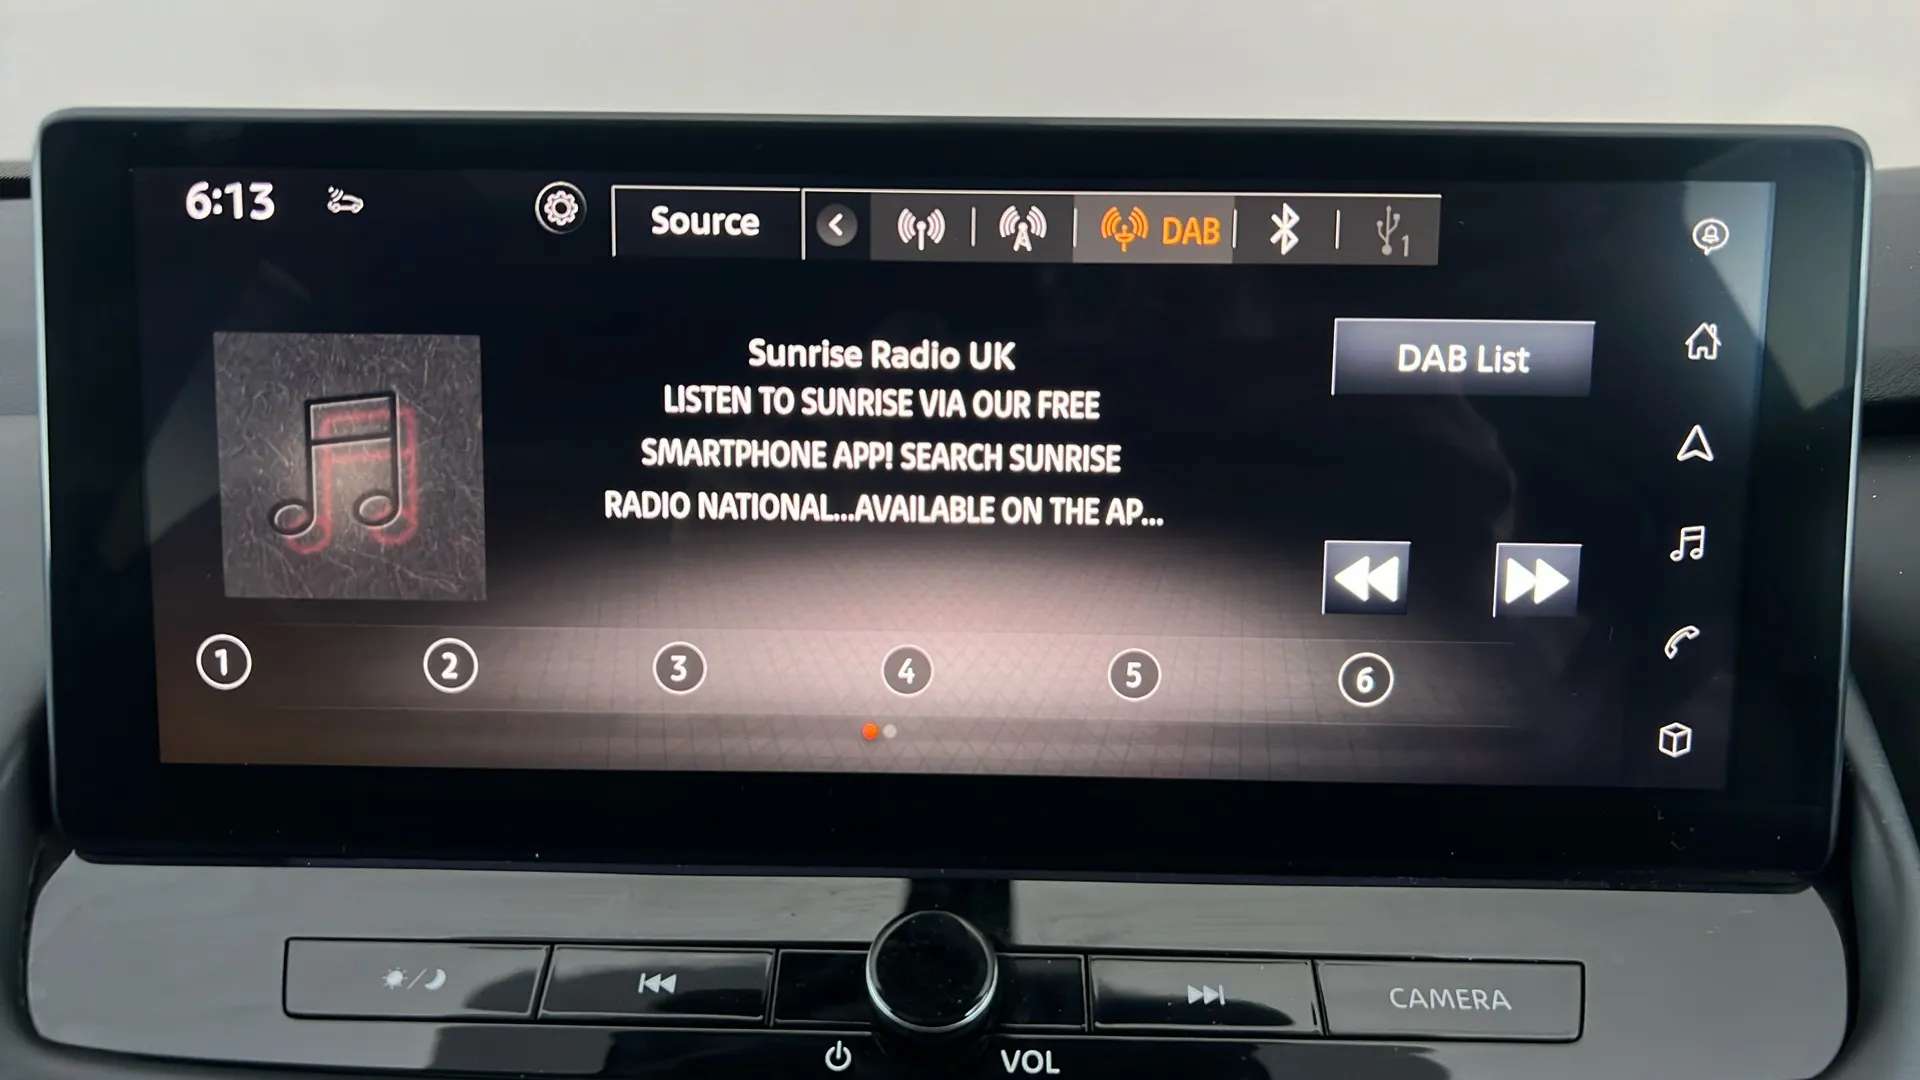 6:13
Source
DAB
1
Sunrise Radio UK
LISTEN TO SUNRISE VIA OUR FREE
SMARTPHONE APP! SEARCH SUNRISE
RADIO NATIONAL...AVAILABLE ON THE AP...
DAB List
1 2 3 4 5 6
CAMERA
VOL